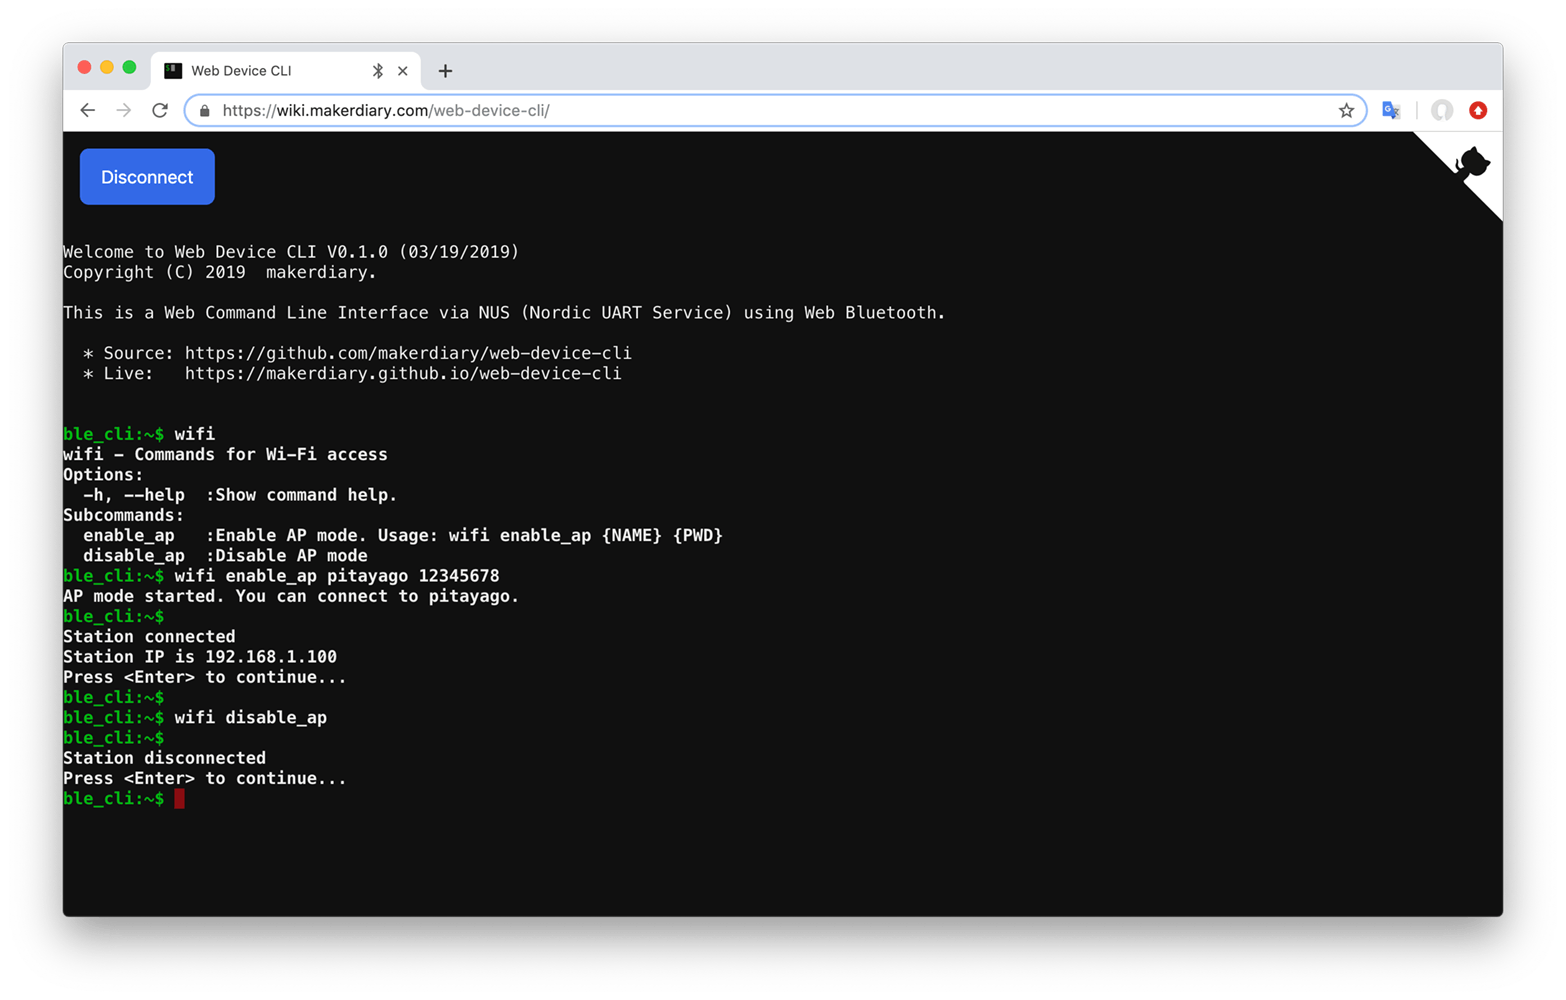 Web Device CLI
https://wiki.makerdiary.com/web-device-cli/
Disconnect
Welcome to Web Device CLI V0.1.0 (03/19/2019)
Copyright (C) 2019  makerdiary.
This is a Web Command Line Interface via NUS (Nordic UART Service) using Web Bluetooth.
* Source: https://github.com/makerdiary/web-device-cli
* Live:   https://makerdiary.github.io/web-device-cli
ble_cli:~$ wifi
wifi - Commands for Wi-Fi access
Options:
-h, --help  :Show command help.
Subcommands:
enable_ap   :Enable AP mode. Usage: wifi enable_ap {NAME} {PWD}
disable_ap  :Disable AP mode
ble_cli:~$ wifi enable_ap pitayago 12345678
AP mode started. You can connect to pitayago.
ble_cli:~$
Station connected
Station IP is 192.168.1.100
Press <Enter> to continue...
ble_cli:~$
ble_cli:~$ wifi disable_ap
ble_cli:~$
Station disconnected
Press <Enter> to continue...
ble_cli:~$